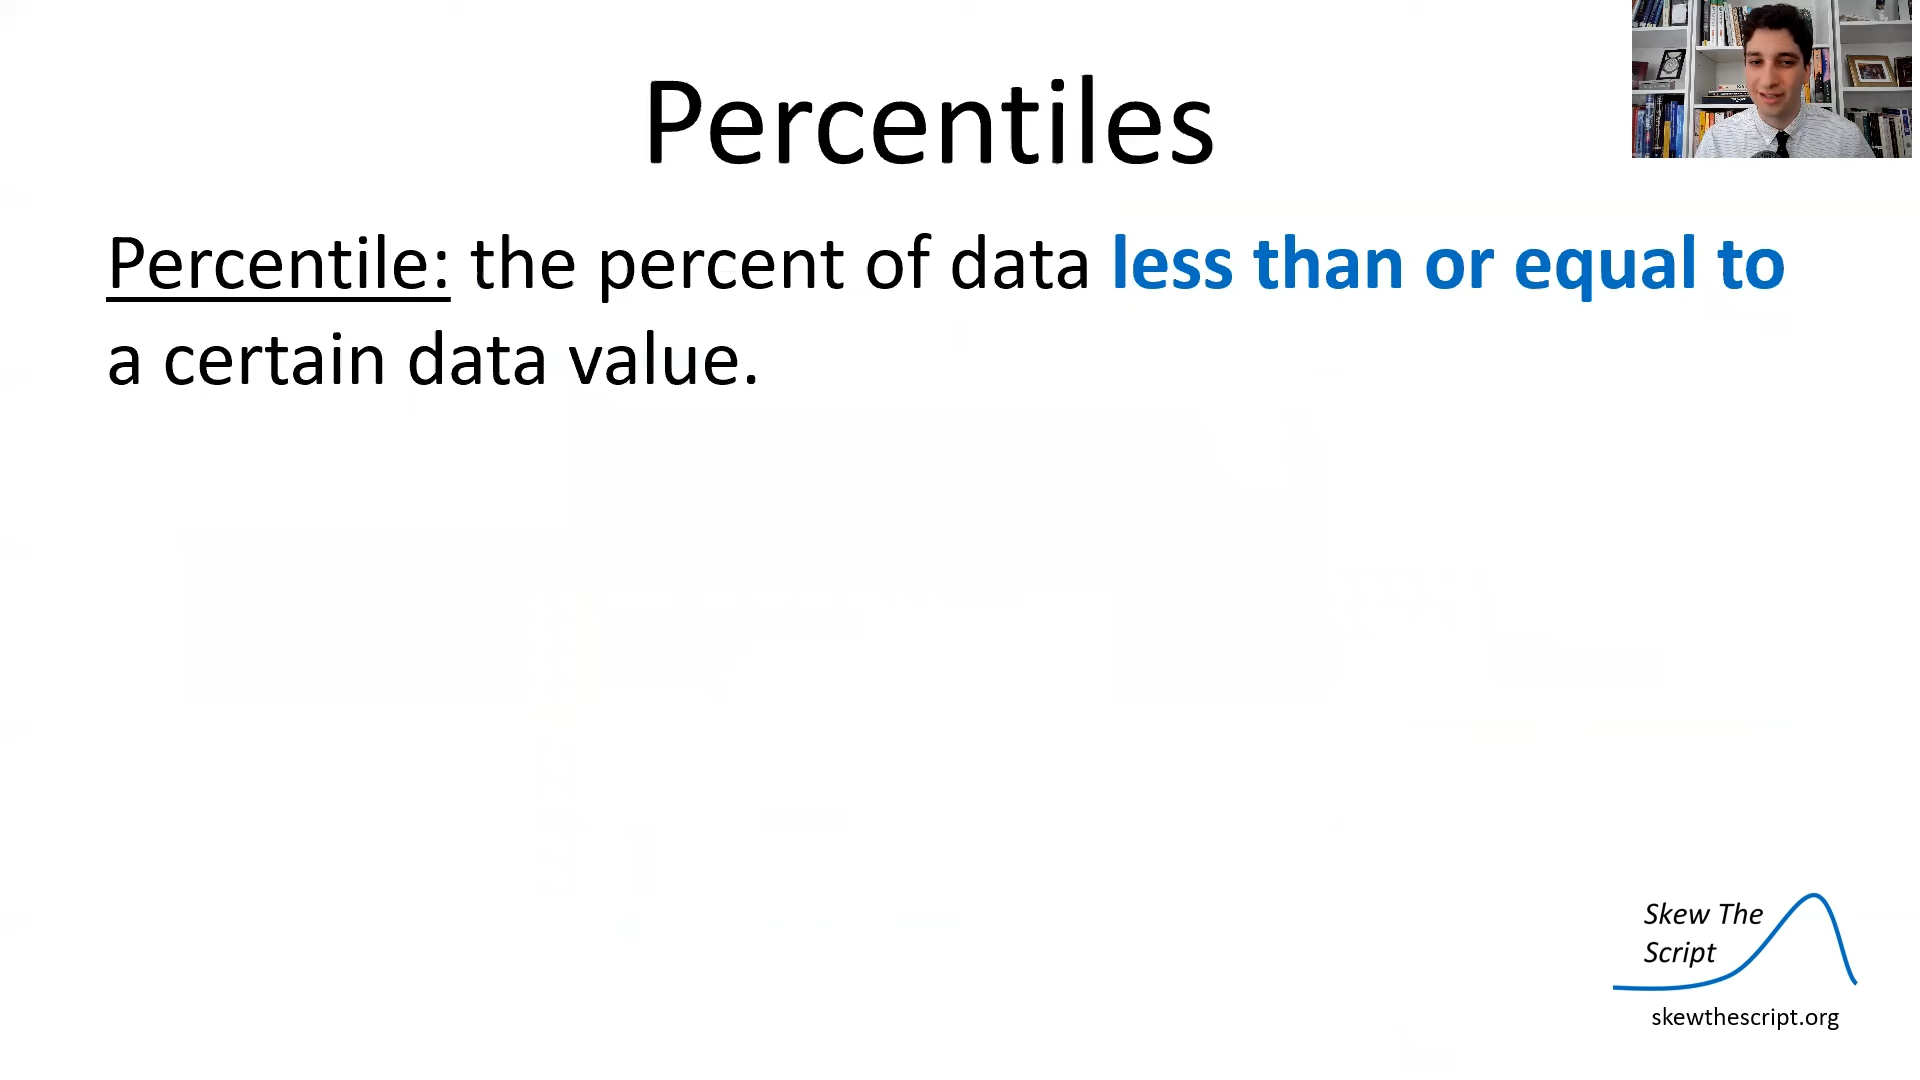 Percentiles
Percentile: the percent of data less than or equal to
a certain data value.
Skew The
Script
skewthescript.org